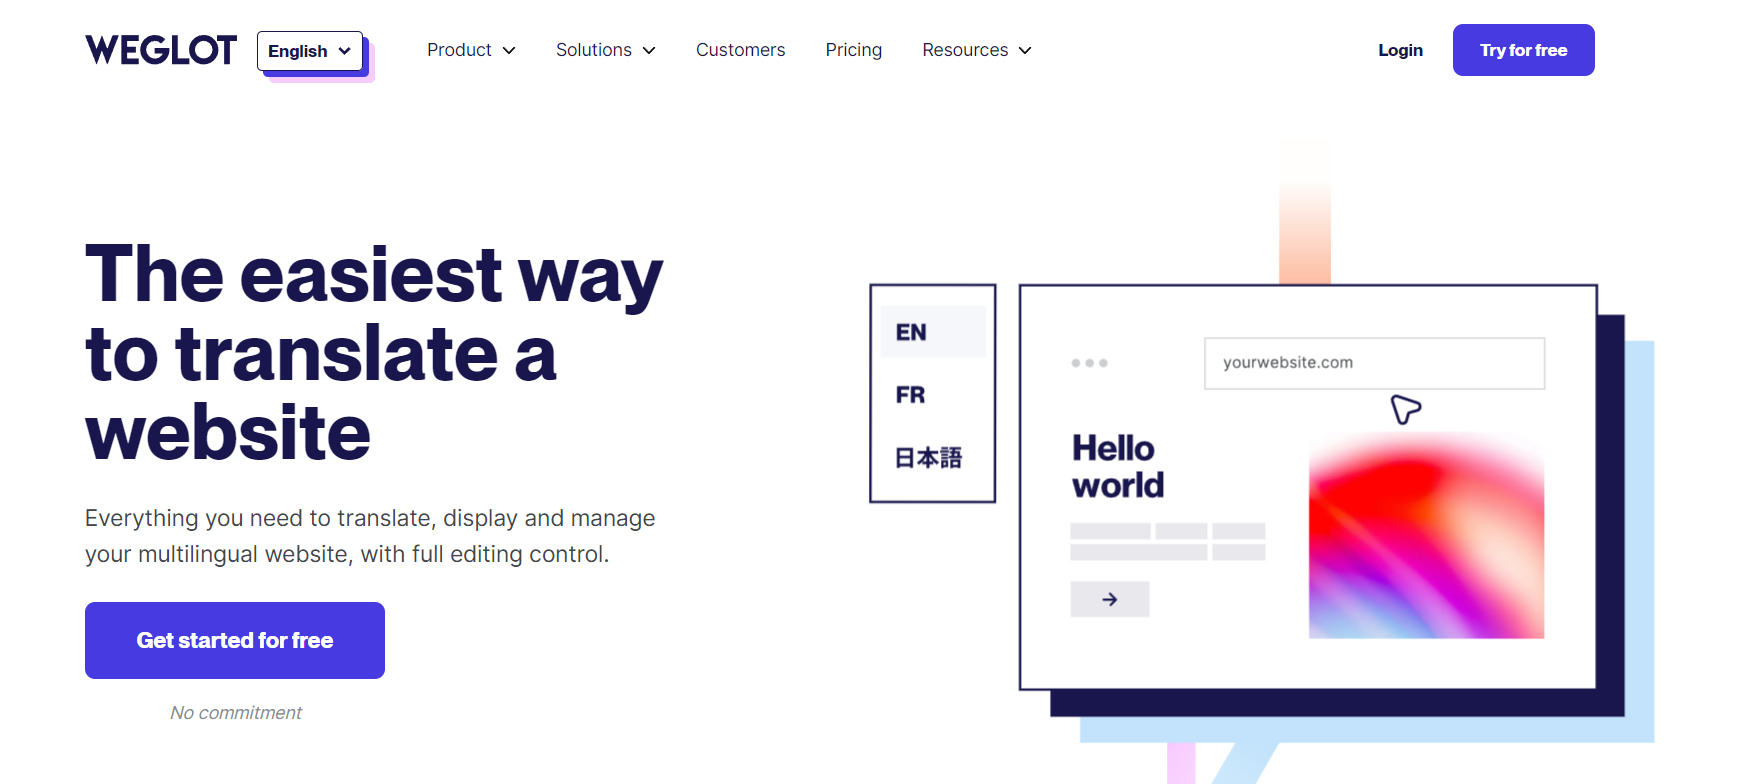 WEGLOT
English
Product
Solutions
Customers
Pricing
Resources
Login
Try for free
The easiest way
to translate a
website
Everything you need to translate, display and manage
your multilingual website, with full editing control.
Get started for free
No commitment
EN
FR
日本語
yourwebsite.com
Hello
world